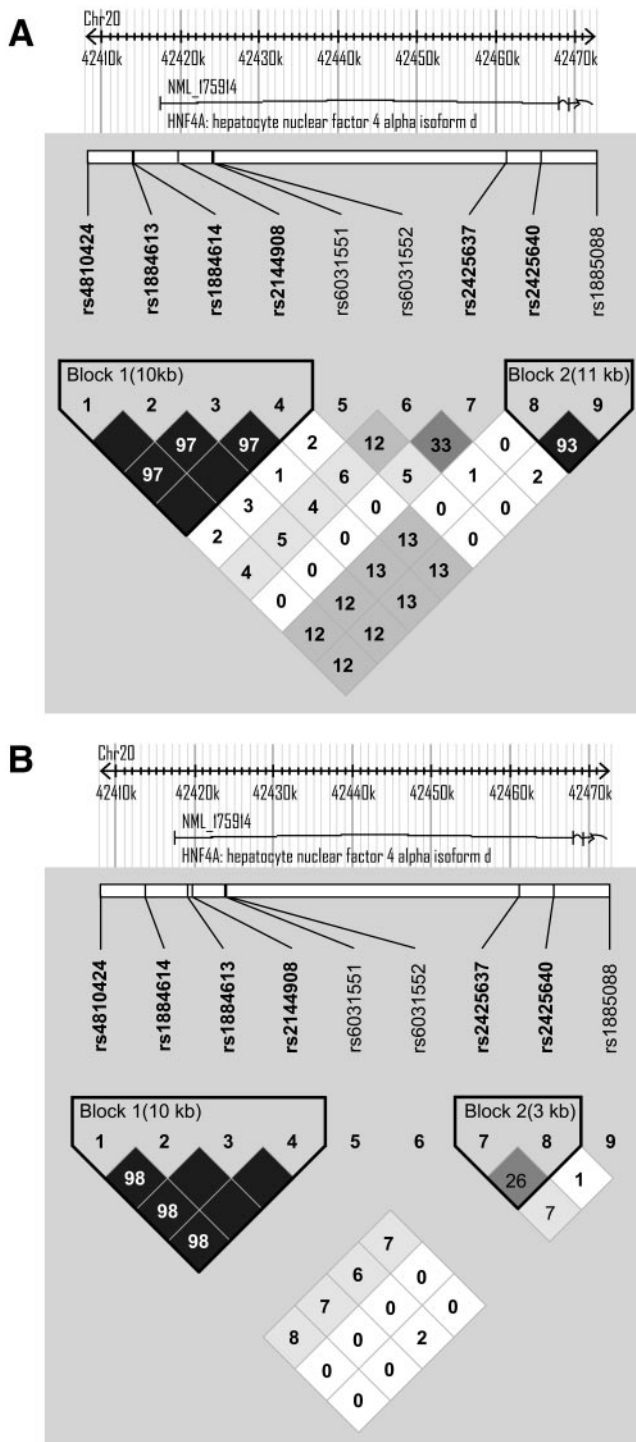 A
Chr20
42410k 42420k 42430k 42440k 42450k 42460k 42470k
NML_175914
HNF4A: hepatocyte nuclear factor 4 alpha isoform d
rs4810424
rs1884613
rs1884614
rs2144908
rs6031551
rs6031552
rs2425637
rs2425640
rs1885088
Block 1(10kb) Block 2(11 kb)
1 2 3 4 5 6 7 8 9
97 97 2 12 33 0 93
97 1 6 5 1 2
3 4 0 0 0
2 5 0 13 0
4 0 13 13
0 12 13
12 12
12
B
Chr20
42410k 42420k 42430k 42440k 42450k 42460k 42470k
NML_175914
HNF4A: hepatocyte nuclear factor 4 alpha isoform d
rs4810424
rs1884614
rs1884613
rs2144908
rs6031551
rs6031552
rs2425637
rs2425640
rs1885088
Block 1(10 kb) Block 2(3 kb)
1 2 3 4 5 6 7 8 9
98 26 1
98 7
98 7
6 0
7 0 0
8 0 2
0 0
0